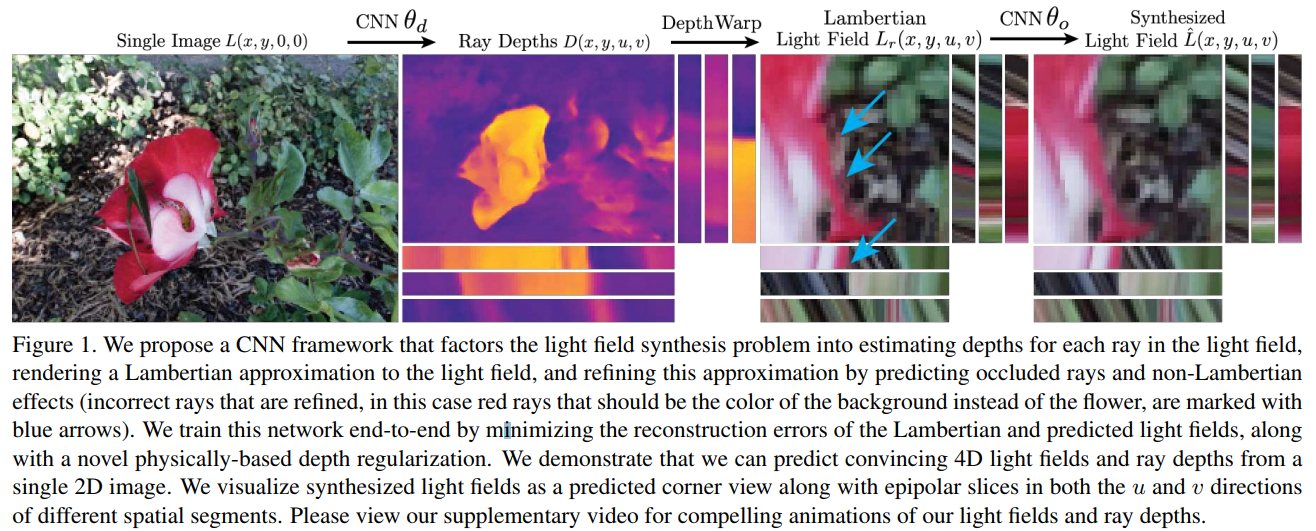 CNN θd
DepthWarp
Lambertian
CNN θo
Synthesized
Single Image L(x, y, 0, 0)
Ray Depths D(x, y, u, v)
Light Field Lr(x, y, u, v)
Light Field L̂(x, y, u, v)
Figure 1. We propose a CNN framework that factors the light field synthesis problem into estimating depths for each ray in the light field,
rendering a Lambertian approximation to the light field, and refining this approximation by predicting occluded rays and non-Lambertian
effects (incorrect rays that are refined, in this case red rays that should be the color of the background instead of the flower, are marked with
blue arrows). We train this network end-to-end by minimizing the reconstruction errors of the Lambertian and predicted light fields, along
with a novel physically-based depth regularization. We demonstrate that we can predict convincing 4D light fields and ray depths from a
single 2D image. We visualize synthesized light fields as a predicted corner view along with epipolar slices in both the u and v directions
of different spatial segments. Please view our supplementary video for compelling animations of our light fields and ray depths.